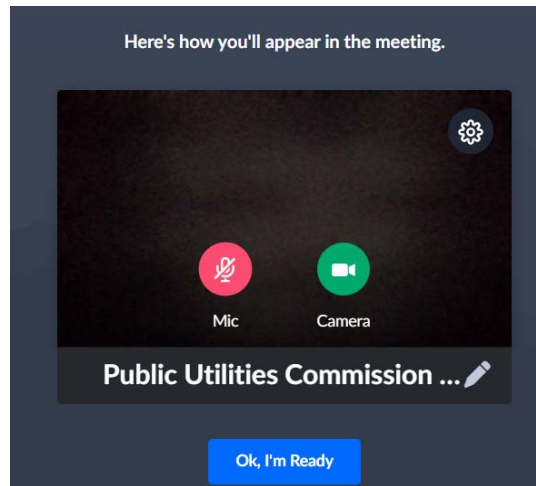 Here's how you'll appear in the meeting.
Mic
Camera
Public Utilities Commission ...
Ok, I'm Ready